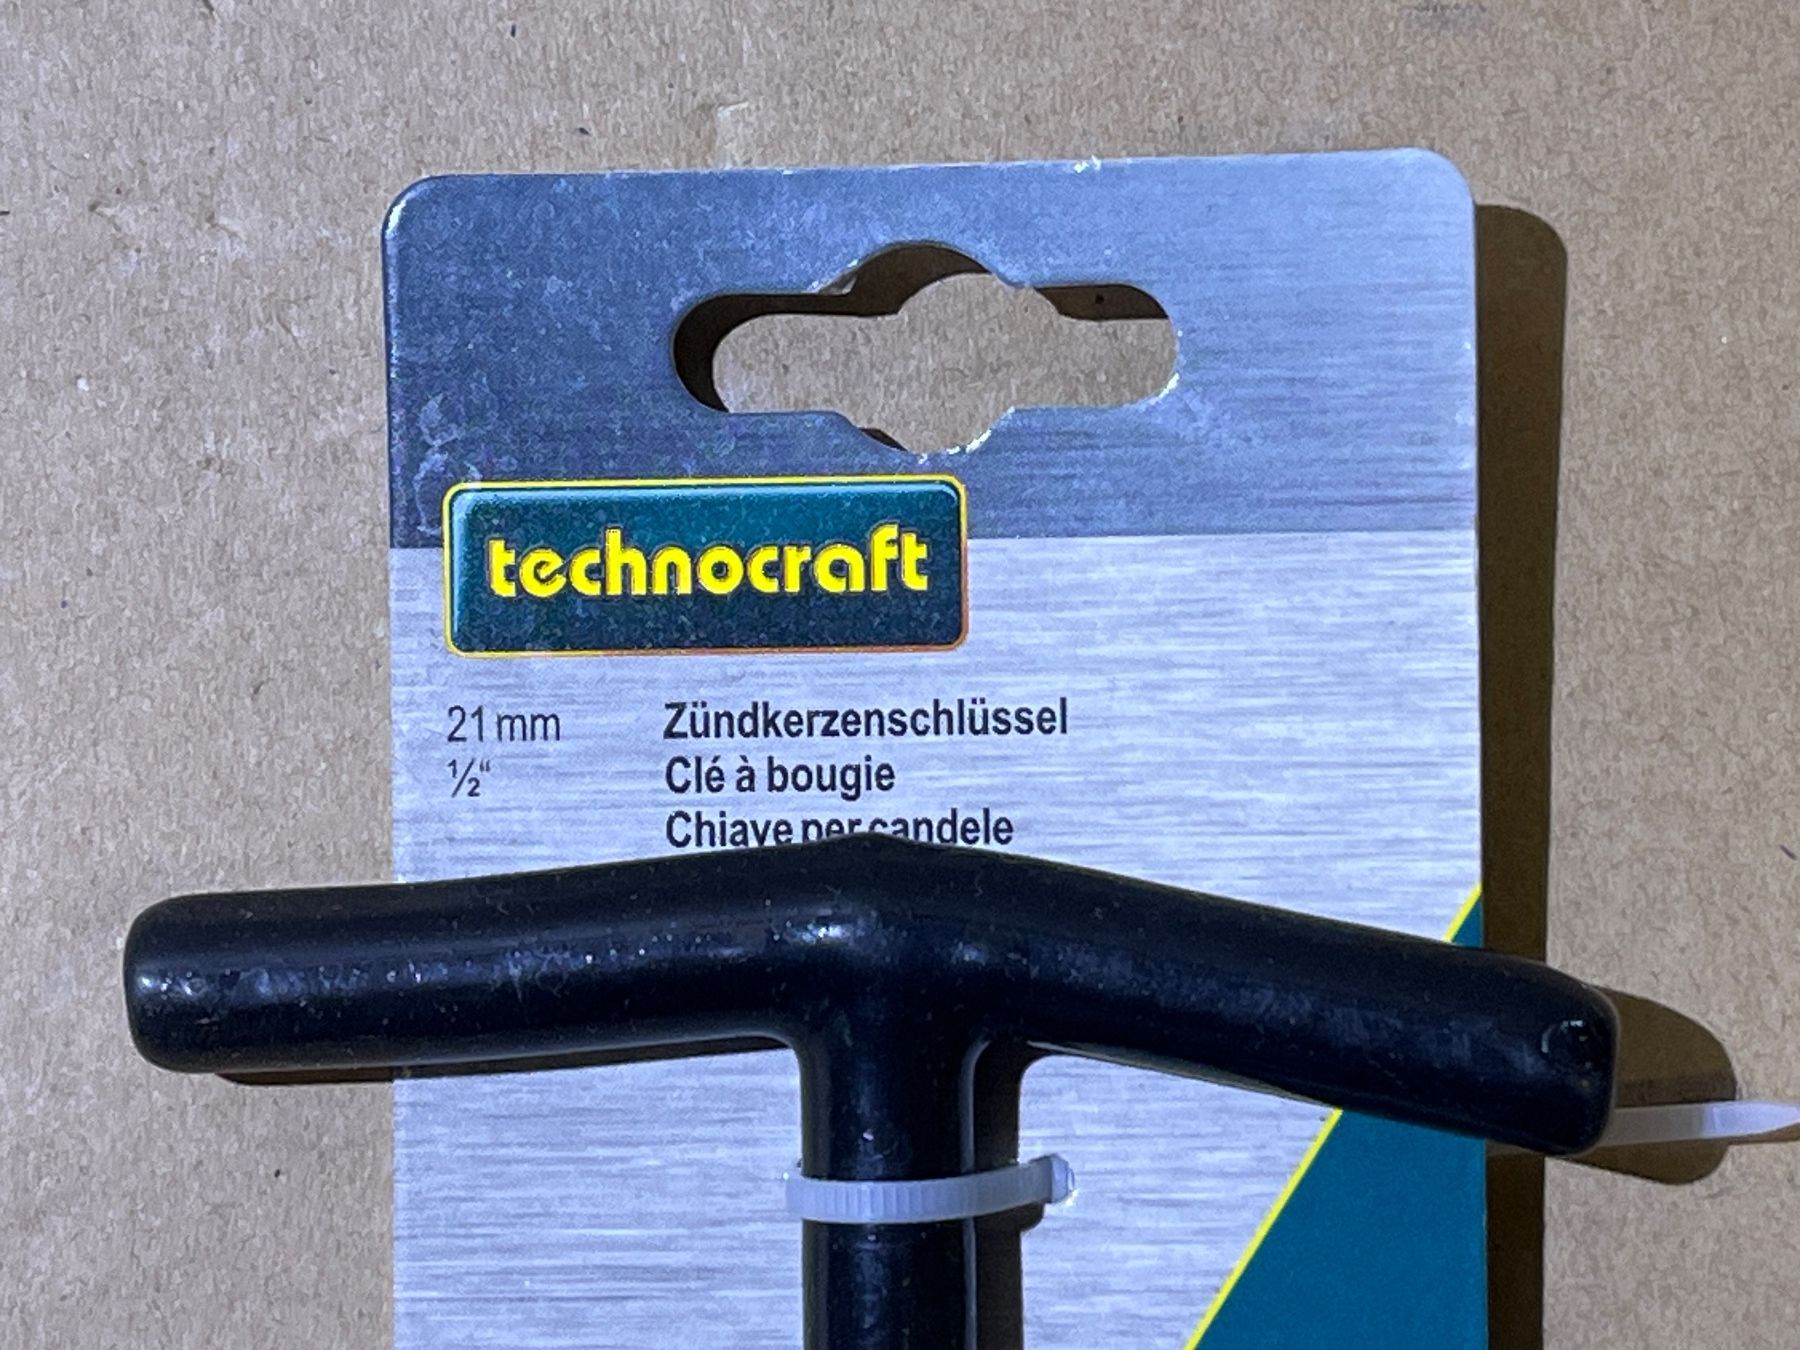 technocraft
21 mm Zündkerzenschlüssel
½“ Clé à bougie
Chiave per candele